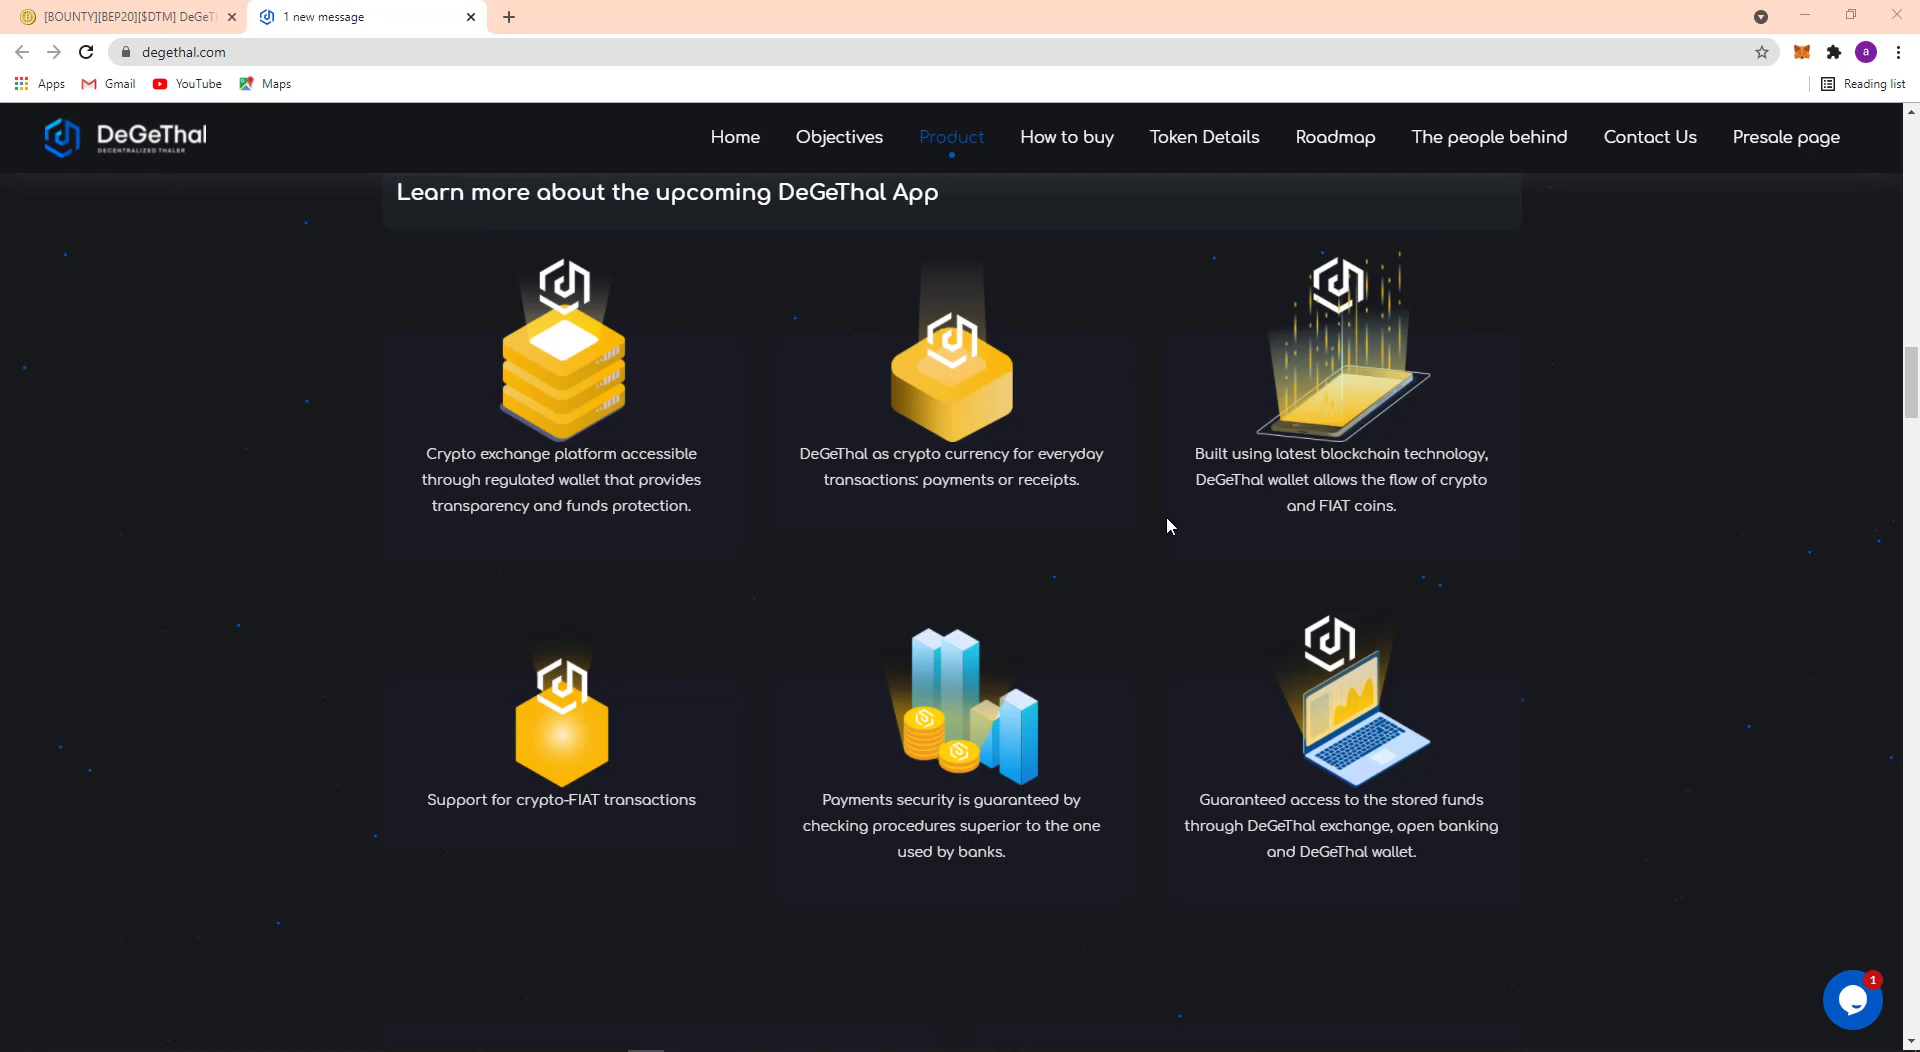 [BOUNTY][BEP20][$DTM] DeGeT
1 new message
degethal.com
a
Apps
Gmail
YouTube
Maps
Reading list
DeGeThal
DECENTRALIZED THALER
Home
Objectives
Product
How to buy
Token Details
Roadmap
The people behind
Contact Us
Presale page
Learn more about the upcoming DeGeThal App
Crypto exchange platform accessible
through regulated wallet that provides
transparency and funds protection.
DeGeThal as crypto currency for everyday
transactions: payments or receipts.
Built using latest blockchain technology,
DeGeThal wallet allows the flow of crypto
and FIAT coins.
Support for crypto-FIAT transactions
Payments security is guaranteed by
checking procedures superior to the one
used by banks.
Guaranteed access to the stored funds
through DeGeThal exchange, open banking
and DeGeThal wallet.
1